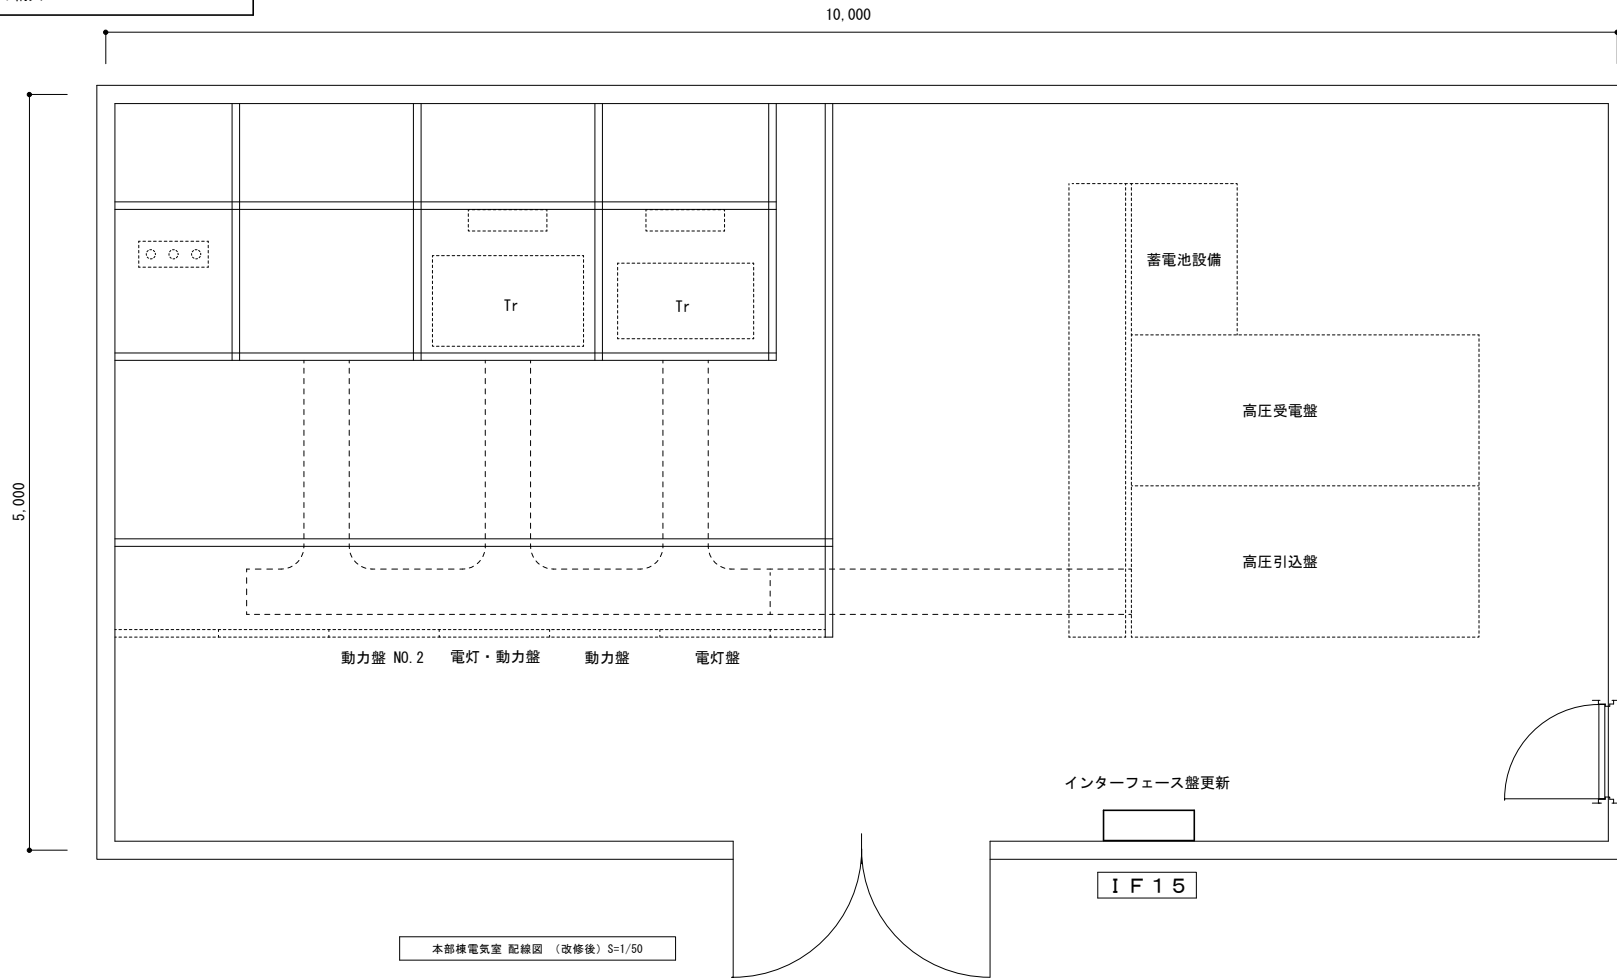 10,000
5,000
蓄電池設備
Tr
Tr
高圧受電盤
高圧引込盤
動力盤 NO.2
電灯・動力盤
動力盤
電灯盤
インターフェース盤更新
ＩＦ１５
本部棟電気室 配線図 （改修後）S=1/50